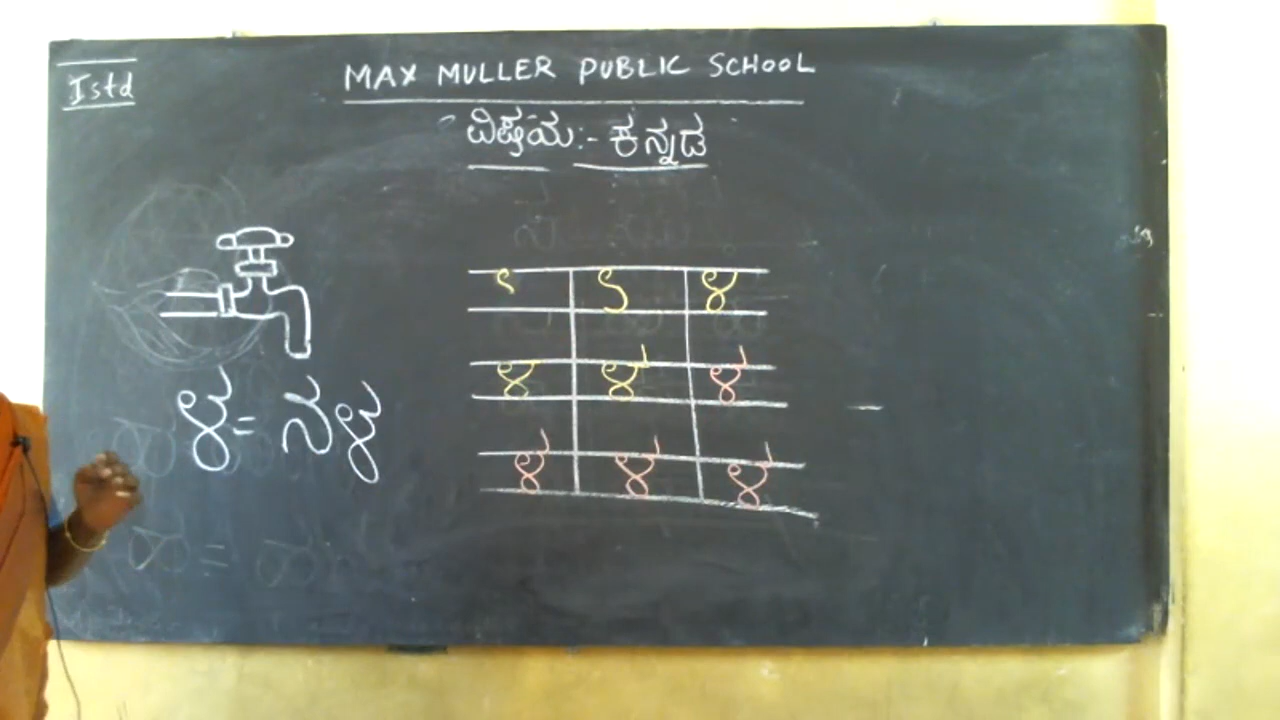 Istd
MAX MULLER PUBLIC SCHOOL
ವಿಷಯ:- ಕನ್ನಡ
ಳ = ನಳ
ಳ
ಳ ಳ ಳ
ಳ ಳ ಳ